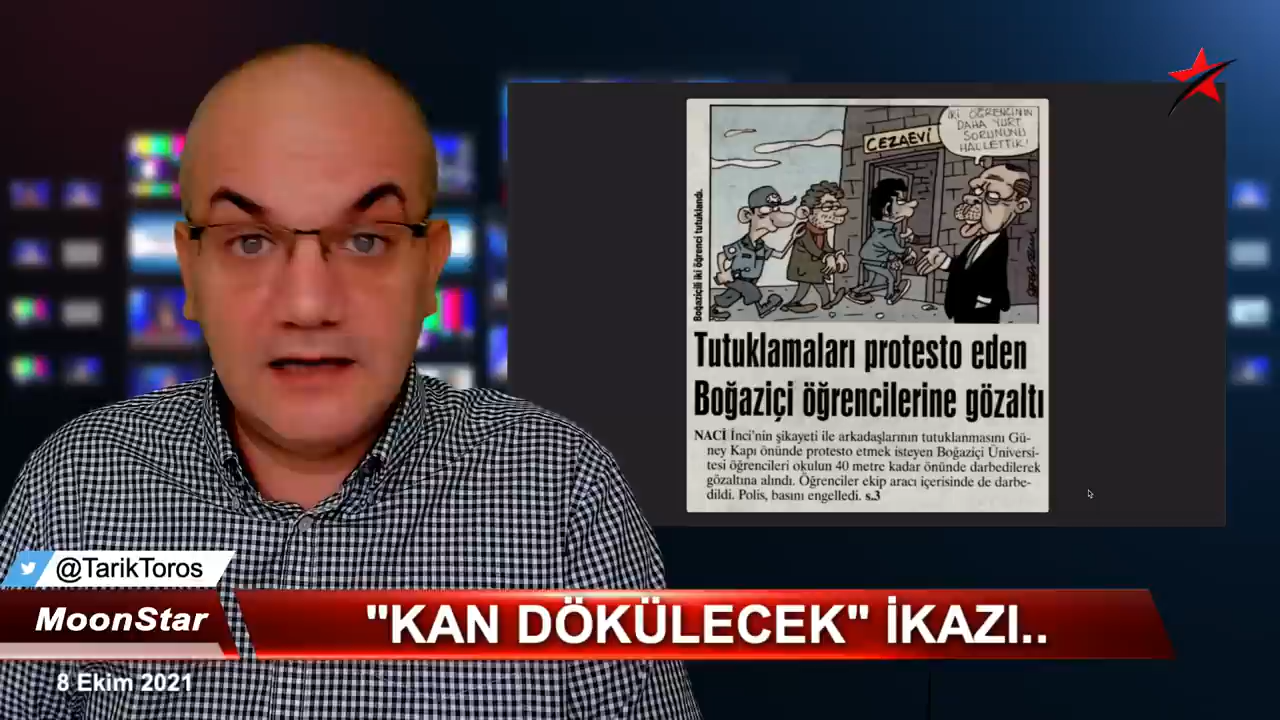 İKİ ÖĞRENCİNİN
DAHA YURT
SORUNUNU
HALLETTİK!
CEZAEVİ
Boğaziçili iki öğrenci tutuklandı.
Tutuklamaları protesto eden
Boğaziçi öğrencilerine gözaltı
NACİ İnci'nin şikayeti ile arkadaşlarının tutuklanmasını Gü-
ney Kapı önünde protesto etmek isteyen Boğaziçi Üniversi-
tesi öğrencileri okulun 40 metre kadar önünde darbedilerek
gözaltına alındı. Öğrenciler ekip aracı içerisinde de darbe-
dildi. Polis, basını engelledi. s.3
@TarikToros
MoonStar
"KAN DÖKÜLECEK" İKAZI..
8 Ekim 2021